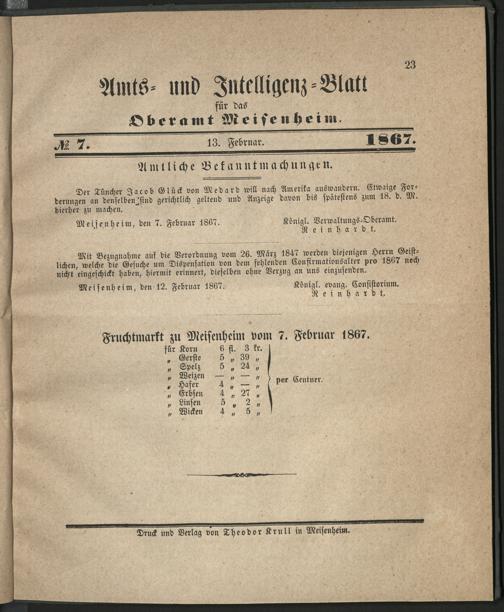 23
Amts- und Intelligenz-Blatt
für das
Oberamt Meisenheim.
№ 7. 13. Februar. 1867.
Amtliche Bekanntmachungen.
Der Tüncher Jacob Glück von Medard will nach Amerika auswandern. Etwaige For-
derungen an denselben sind gerichtlich geltend und Anzeige davon bis spätestens zum 18. d. M.
hierher zu machen.
Meisenheim, den 7. Februar 1867. Königl. Verwaltungs-Oberamt.
Reinhardt.
Mit Bezugnahme auf die Verordnung vom 26. März 1847 werden diejenigen Herrn Geist-
lichen, welche die Gesuche um Dispensation von dem fehlenden Confirmationsalter pro 1867 noch
nicht eingeschickt haben, hiermit erinnert, dieselben ohne Verzug an uns einzusenden.
Meisenheim, den 12. Februar 1867. Königl. evang. Consistorium.
Reinhardt.
Fruchtmarkt zu Meisenheim vom 7. Februar 1867.
für Korn 6 fl. 3 kr.
„ Gerste 5 „ 39 „
„ Spelz 5 „ 24 „
„ Weizen — „ — „
„ Hafer 4 „ — „
„ Erbsen 4 „ 27 „
„ Linsen 5 „ 2 „
„ Wicken 4 „ 5 „
per Centner.
Druck und Verlag von Theodor Krull in Meisenheim.